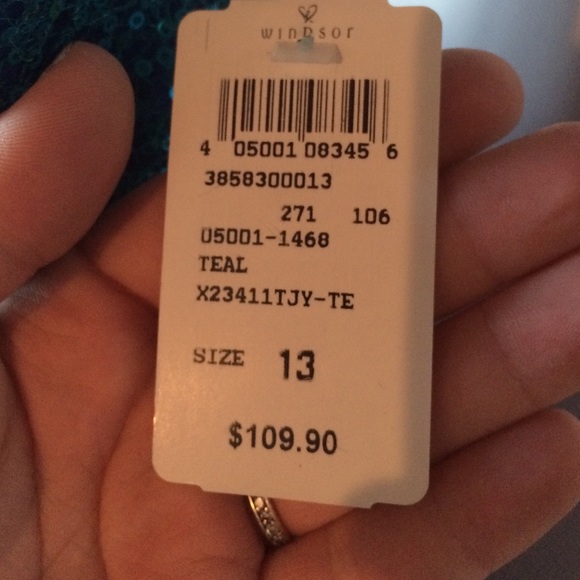 WINDSOR
4 05001 08345 6
3858300013
271 106
05001-1468
TEAL
X23411TJY-TE
SIZE 13
$109.90